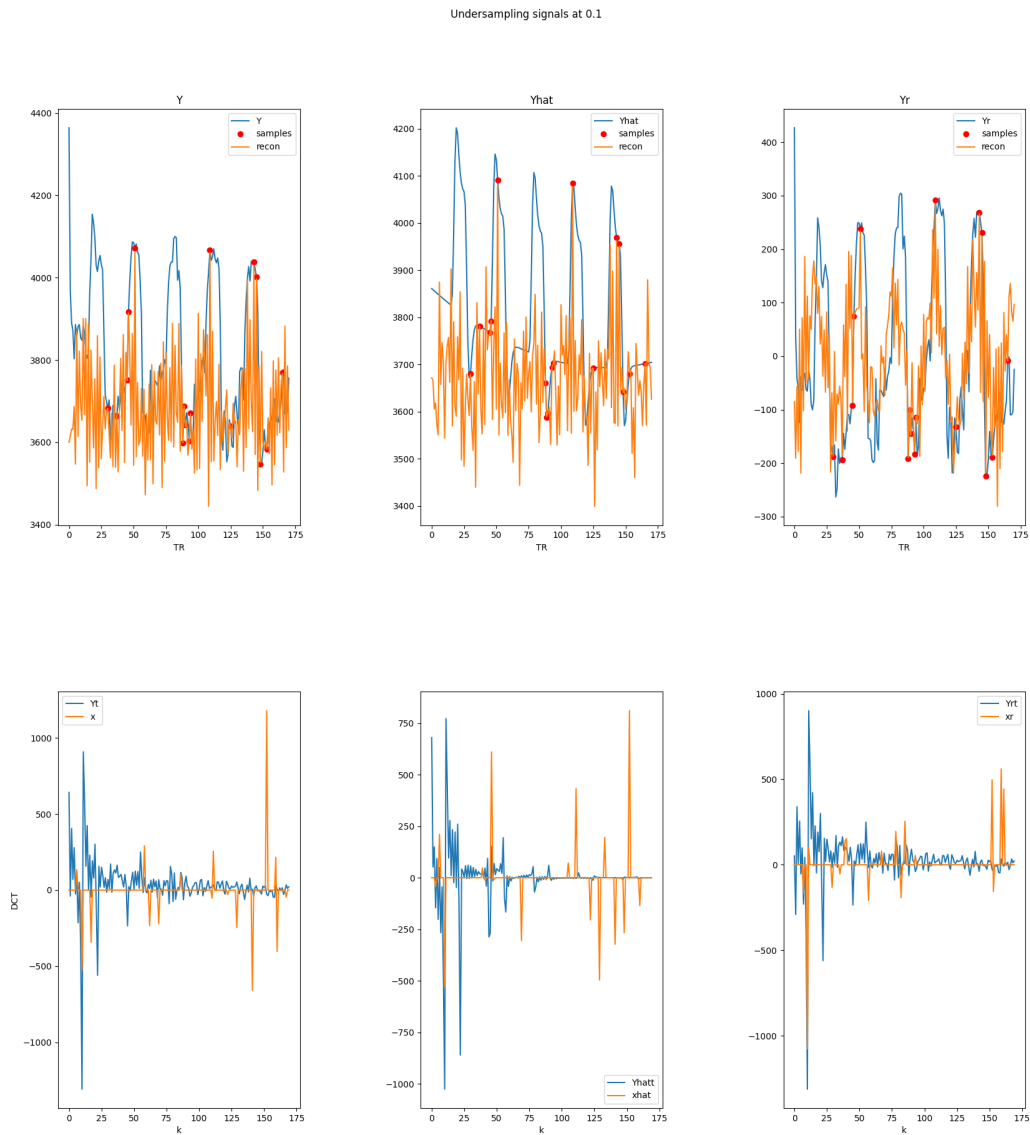 Undersampling signals at 0.1
Y
Yhat
Yr
4400
4200
4000
3800
3600
3400
Y
samples
recon
0 25 50 75 100 125 150 175
TR
4200
4100
4000
3900
3800
3700
3600
3500
3400
Yhat
samples
recon
0 25 50 75 100 125 150 175
TR
400
300
200
100
0
−100
−200
−300
Yr
samples
recon
0 25 50 75 100 125 150 175
TR
DCT
1000
500
0
−500
−1000
Yt
x
0 25 50 75 100 125 150 175
k
750
500
250
0
−250
−500
−750
−1000
Yhatt
xhat
0 25 50 75 100 125 150 175
k
1000
500
0
−500
−1000
Yrt
xr
0 25 50 75 100 125 150 175
k